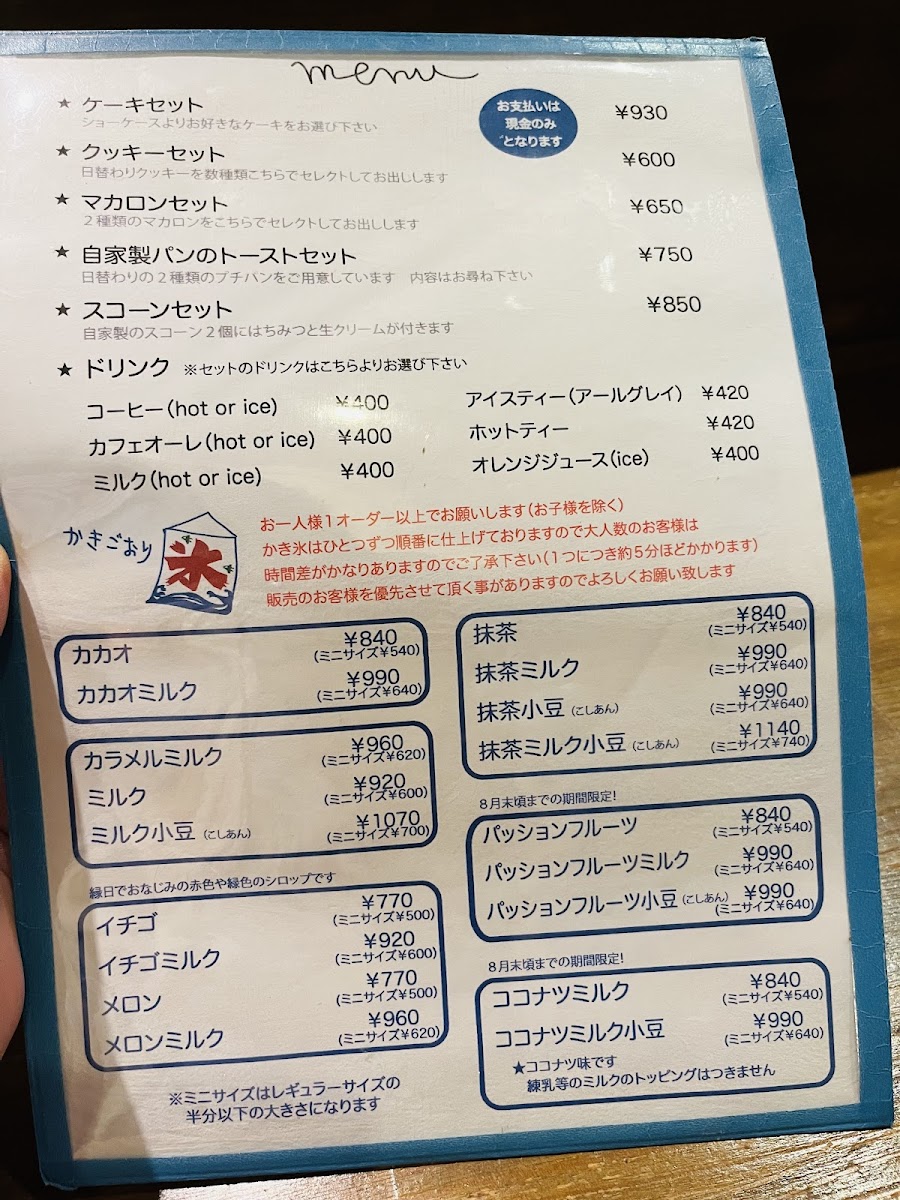 menu
★ ケーキセット ¥930
ショーケースよりお好きなケーキをお選び下さい
お支払いは
現金のみ
となります
★ クッキーセット ¥600
日替わりクッキーを数種類こちらでセレクトしてお出しします
★ マカロンセット ¥650
２種類のマカロンをこちらでセレクトしてお出しします
★ 自家製パンのトーストセット ¥750
日替わりの２種類のプチパンをご用意しています　内容はお尋ね下さい
★ スコーンセット ¥850
自家製のスコーン２個にはちみつと生クリームが付きます
★ ドリンク ※セットのドリンクはこちらよりお選び下さい
コーヒー(hot or ice) ¥400
カフェオーレ(hot or ice) ¥400
ミルク(hot or ice) ¥400
アイスティー(アールグレイ) ¥420
ホットティー ¥420
オレンジジュース(ice) ¥400
かきごおり
氷
お一人様１オーダー以上でお願いします(お子様を除く)
かき氷はひとつずつ順番に仕上げておりますので大人数のお客様は
時間差がかなりありますのでご了承下さい(１つにつき約５分ほどかかります)
販売のお客様を優先させて頂く事がありますのでよろしくお願い致します
カカオ ¥840
(ミニサイズ¥540)
カカオミルク ¥990
(ミニサイズ¥640)
カラメルミルク ¥960
(ミニサイズ¥620)
ミルク ¥920
(ミニサイズ¥600)
ミルク小豆(こしあん) ¥1070
(ミニサイズ¥700)
縁日でおなじみの赤色や緑色のシロップです
イチゴ ¥770
(ミニサイズ¥500)
イチゴミルク ¥920
(ミニサイズ¥600)
メロン ¥770
(ミニサイズ¥500)
メロンミルク ¥960
(ミニサイズ¥620)
※ミニサイズはレギュラーサイズの
半分以下の大きさになります
抹茶 ¥840
(ミニサイズ¥540)
抹茶ミルク ¥990
(ミニサイズ¥640)
抹茶小豆(こしあん) ¥990
(ミニサイズ¥640)
抹茶ミルク小豆(こしあん) ¥1140
(ミニサイズ¥740)
８月末頃までの期間限定!
パッションフルーツ ¥840
(ミニサイズ¥540)
パッションフルーツミルク ¥990
(ミニサイズ¥640)
パッションフルーツ小豆(こしあん) ¥990
(ミニサイズ¥640)
８月末頃までの期間限定!
ココナツミルク ¥840
(ミニサイズ¥540)
ココナツミルク小豆 ¥990
(ミニサイズ¥640)
★ココナツ味です
練乳等のミルクのトッピングはつきません